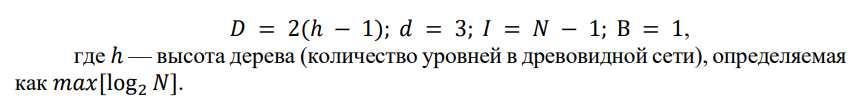 D = 2(h − 1); d = 3; I = N − 1; B = 1,
где h — высота дерева (количество уровней в древовидной сети), определяемая
как max[log₂ N].